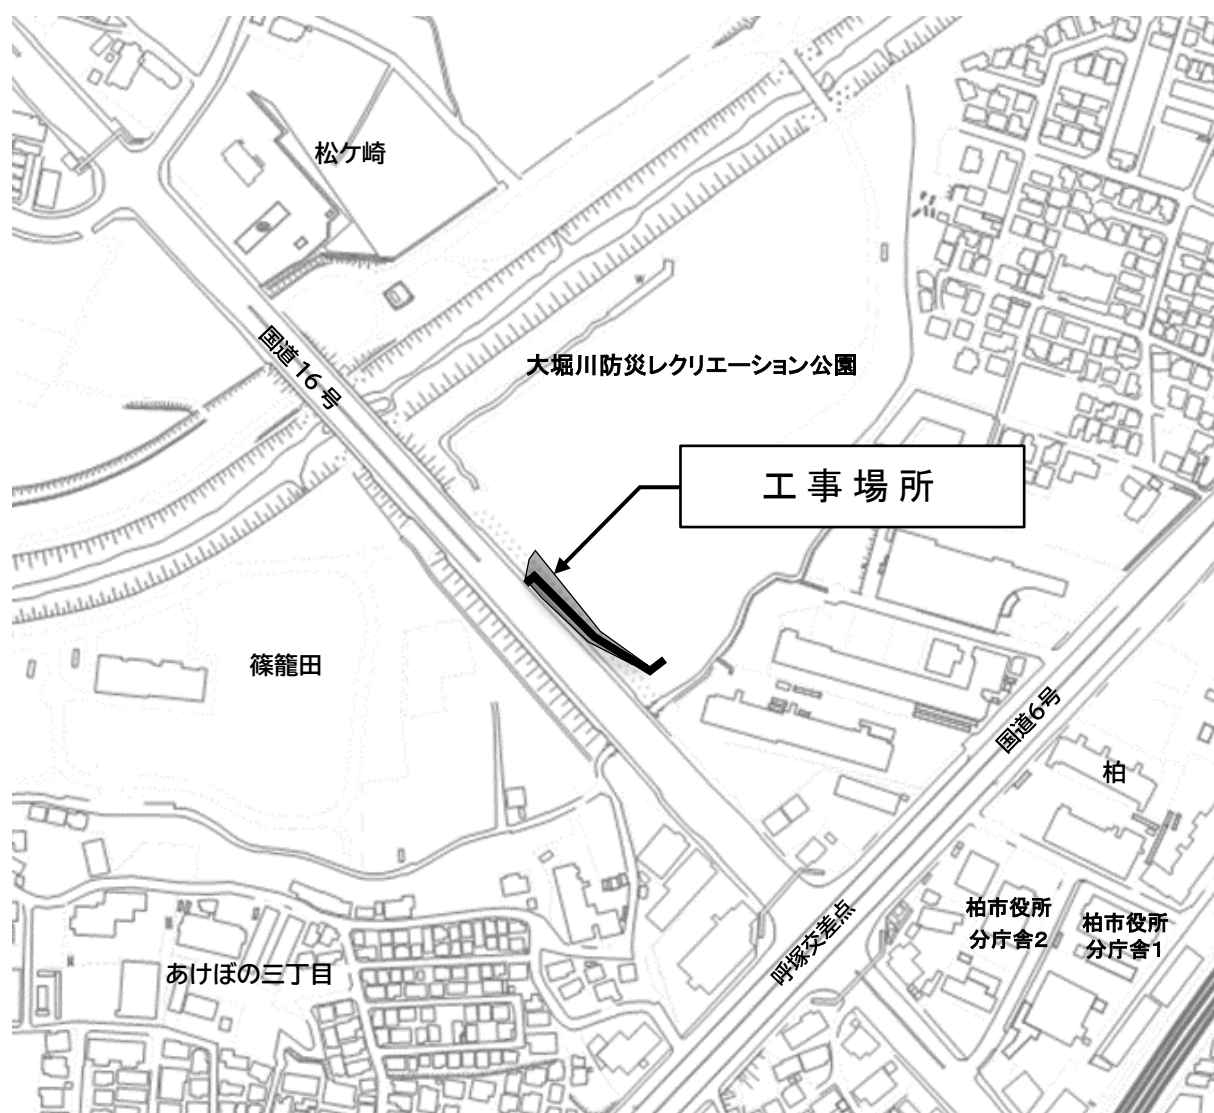 松ケ崎
国道16号
大堀川防災レクリエーション公園
工事場所
篠籠田
国道6号
柏
柏市役所
分庁舎2
柏市役所
分庁舎1
呼塚交差点
あけぼの三丁目